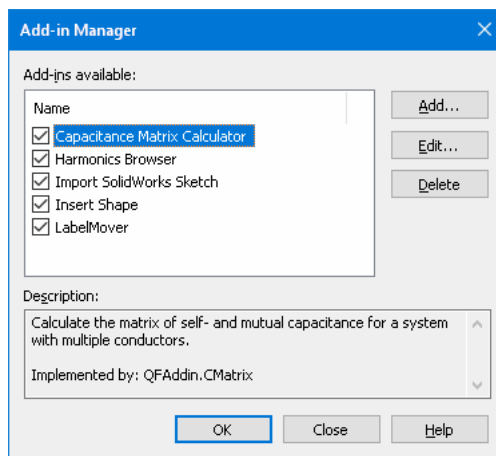 Add-in Manager
Add-ins available:
Name
Capacitance Matrix Calculator
Harmonics Browser
Import SolidWorks Sketch
Insert Shape
LabelMover
Add...
Edit...
Delete
Description:
Calculate the matrix of self- and mutual capacitance for a system
with multiple conductors.
Implemented by: QFAddin.CMatrix
OK
Close
Help